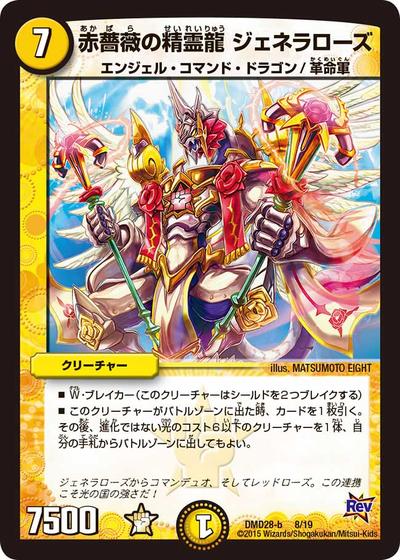 7
あかばら せいれいりゅう
赤薔薇の精霊龍 ジェネラローズ
かくめいぐん
エンジェル・コマンド・ドラゴン / 革命軍
クリーチャー
illus. MATSUMOTO EIGHT
■W・ブレイカー(このクリーチャーはシールドを2つブレイクする)
■このクリーチャーがバトルゾーンに出た時、カードを1枚引く。
その後、進化ではない光のコスト6以下のクリーチャーを1体、自
分の手札からバトルゾーンに出してもよい。
ジェネラローズからコマンデュオ、そしてレッドローズ。この連携
こそ光の国の強さだ!
7500
1
DMD28-b 8/19
©2015 Wizards/Shogakukan/Mitsui-Kids
Rev